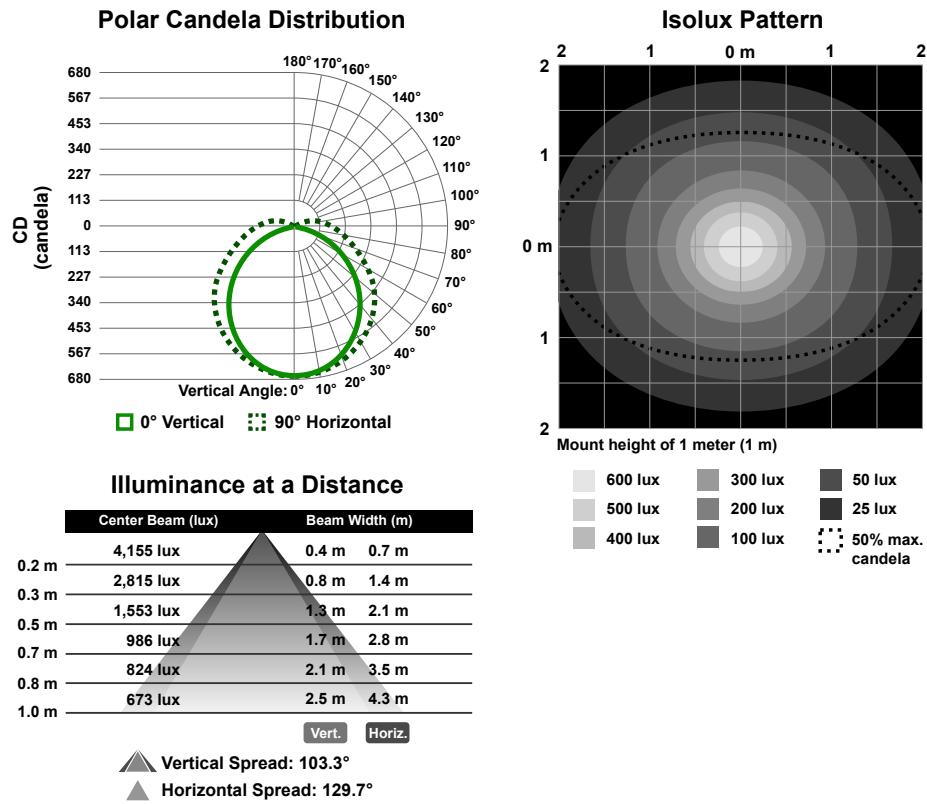 Polar Candela Distribution
180° 170° 160° 150° 140° 130° 120° 110° 100° 90° 80° 70° 60° 50° 40° 30° 20° 10°
680
567
453
340
227
113
0
113
227
340
453
567
680
CD
(candela)
Vertical Angle: 0°
0° Vertical 90° Horizontal
Isolux Pattern
2 1 0 m 1 2
2
1
0 m
1
2
Mount height of 1 meter (1 m)
600 lux 300 lux 50 lux
500 lux 200 lux 25 lux
400 lux 100 lux 50% max.
candela
Illuminance at a Distance
Center Beam (lux) Beam Width (m)
4,155 lux 0.4 m 0.7 m
0.2 m
2,815 lux 0.8 m 1.4 m
0.3 m
1,553 lux 1.3 m 2.1 m
0.5 m
986 lux 1.7 m 2.8 m
0.7 m
824 lux 2.1 m 3.5 m
0.8 m
673 lux 2.5 m 4.3 m
1.0 m
Vert. Horiz.
Vertical Spread: 103.3°
Horizontal Spread: 129.7°